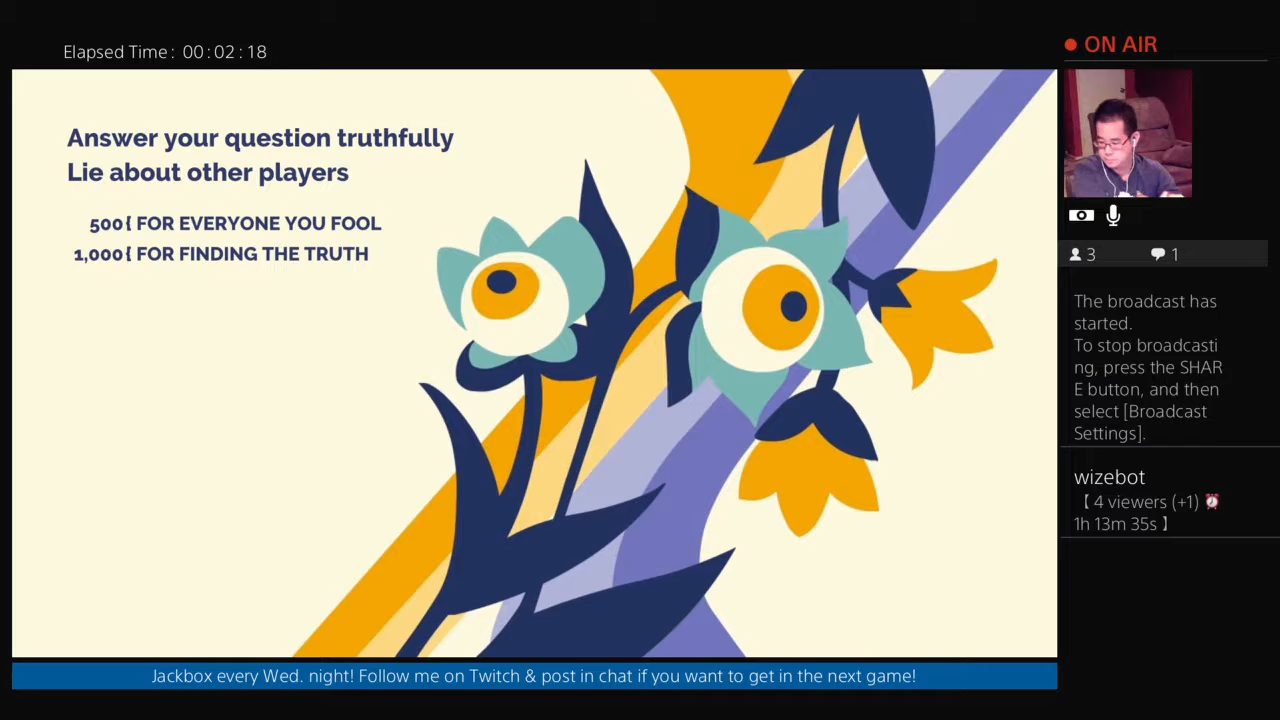 Elapsed Time: 00:02:18
ON AIR
Answer your question truthfully
Lie about other players
500{ FOR EVERYONE YOU FOOL
1,000{ FOR FINDING THE TRUTH
3 1
The broadcast has
started.
To stop broadcasti
ng, press the SHAR
E button, and then
select [Broadcast
Settings].
wizebot
【 4 viewers (+1) ⏰
1h 13m 35s 】
Jackbox every Wed. night! Follow me on Twitch & post in chat if you want to get in the next game!